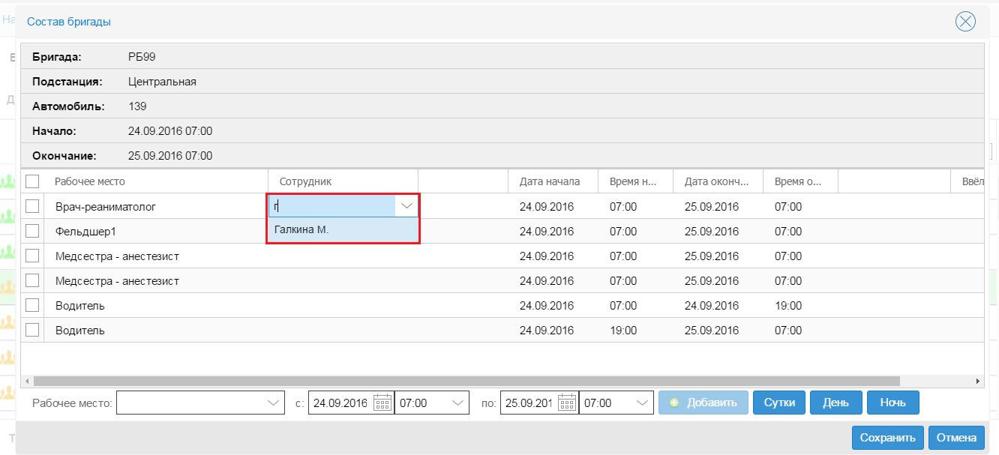 На
Состав бригады
Бригада: РБ99
Подстанция: Центральная
Автомобиль: 139
Начало: 24.09.2016 07:00
Окончание: 25.09.2016 07:00
Рабочее место Сотрудник Дата начала Время н... Дата оконч... Время о... Ввёл
Врач-реаниматолог г 24.09.2016 07:00 25.09.2016 07:00
Галкина М.
Фельдшер1 24.09.2016 07:00 25.09.2016 07:00
Медсестра - анестезист 24.09.2016 07:00 25.09.2016 07:00
Медсестра - анестезист 24.09.2016 07:00 25.09.2016 07:00
Водитель 24.09.2016 07:00 24.09.2016 19:00
Водитель 24.09.2016 19:00 25.09.2016 07:00
Рабочее место: с: 24.09.2016 07:00 по: 25.09.201 07:00 Добавить Сутки День Ночь
Сохранить Отмена